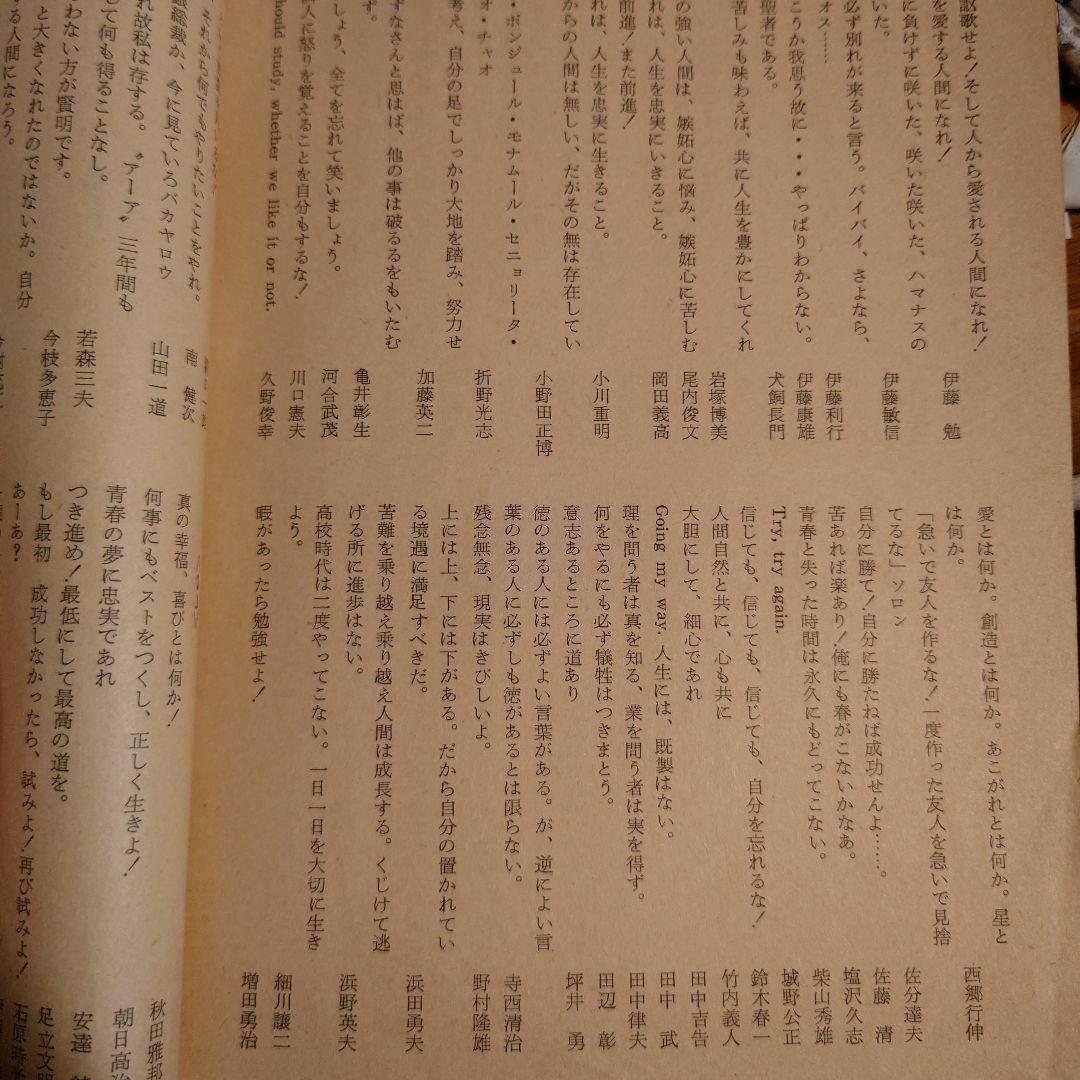 謳歌せよ！そして人から愛される人間になれ！
を愛する人間になれ！
伊藤　勉
に負けずに咲いた、咲いた咲いた、ハマナスの
いた。
伊藤敏信
必ず別れが来ると言う。バイバイ、さよなら、
オス……
伊藤利行
こうか我思う故に・・・やっぱりわからない。
伊藤康雄
聖者である。
犬飼長門
苦しみも味わえば、共に人生を豊かにしてくれ
岩塚博美
の強い人間は、嫉妬心に悩み、嫉妬心に苦しむ
尾内俊文
れは、人生を忠実にいきること。
岡田義高
前進！また前進！
れは、人生を忠実に生きること。
小川重明
からの人間は無しい、だがその無は存在してい
小野田正博
・ボンジュール・モナムール・セニョリータ・
オ・チャオ
折野光志
考え、自分の足でしっかり大地を踏み、努力せ
加藤英二
ずなさんと思はば、他の事は破るるをもいたむ
ず。
亀井彰生
しょう、全てを忘れて笑いましょう。
河合武茂
人に怒りを覚えることを自分もするな！
川口憲夫
hould study, whether we like it or not.
久野俊幸
愛とは何か。創造とは何か。あこがれとは何か。星と
は何か。
西郷行伸
「急いで友人を作るな！一度作った友人を急いで見捨
てるな」ソロン
佐分達夫
自分に勝て！自分に勝たねば成功せんよ……。
佐藤　清
苦あれば楽あり！俺にも春がこないかなあ。
塩沢久志
青春と失った時間は永久にもどってこない。
柴山秀雄
Try, try again.
城野公正
信じても、信じても、信じても、自分を忘れるな！
鈴木春一
人間自然と共に、心も共に
竹内義人
大胆にして、細心であれ
田中吉告
Going my way. 人生には、既製はない。
田中　武
理を問う者は真を知る、業を問う者は実を得ず。
田中律夫
何をやるにも必ず犠牲はつきまとう。
田辺　彰
意志あるところに道あり
坪井　勇
徳のある人には必ずよい言葉がある。が、逆によい言
葉のある人に必ずしも徳があるとは限らない。
寺西清治
残念無念、現実はきびしいよ。
野村隆雄
上には上、下には下がある。だから自分の置かれてい
る境遇に満足すべきだ。
浜田勇夫
苦難を乗り越え乗り越え人間は成長する。くじけて逃
げる所に進歩はない。
浜野英夫
高校時代は二度やってこない。一日一日を大切に生き
よう。
細川譲二
暇があったら勉強せよ！
増田勇治
それから何でもやりたいことをやれ。
南　健次
銀総裁か、今に見ていろバカヤロウ
山田一道
れ故私は存する。〝アーア〟三年間も
して何も得ることなし。
若森三夫
わない方が賢明です。
今枝多恵子
と大きくなれたのではないか。自分
する人間になろう。
真の幸福、喜びとは何か！
秋田雅邦
何事にもベストをつくし、正しく生きよ！
朝日高治
青春の夢に忠実であれ
安達
つき進め！最低にして最高の道を。
足立文明
もし最初　成功しなかったら、試みよ！再び試みよ！
石原時
あーあ？